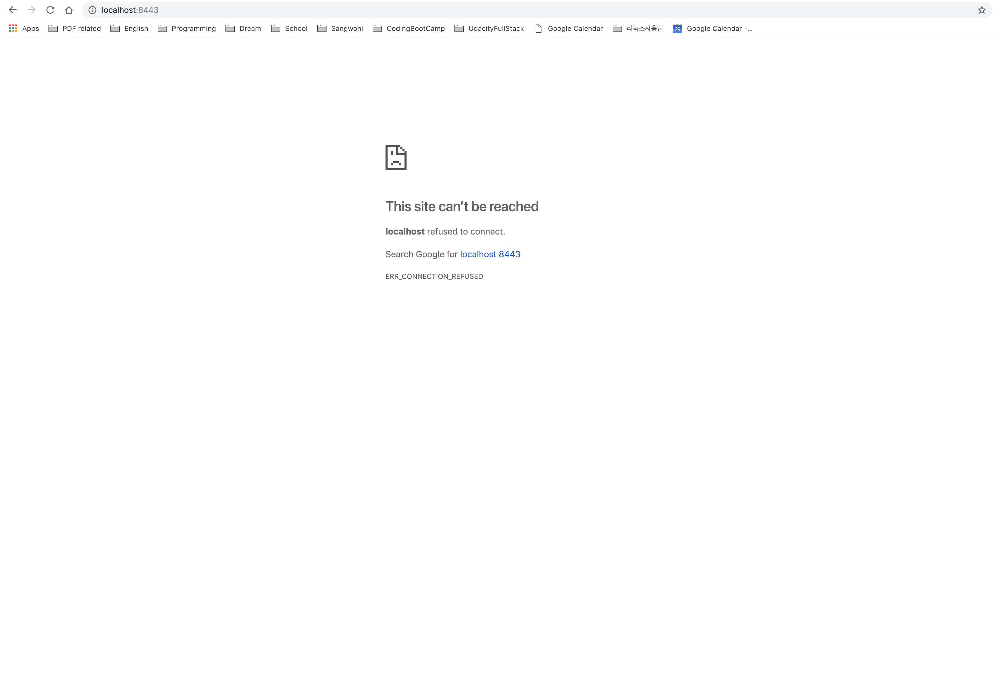 localhost:8443
Apps PDF related English Programming Dream School Sangwoni CodingBootCamp UdacityFullStack Google Calendar 리눅스사용팁 29 Google Calendar -...
This site can’t be reached
localhost refused to connect.
Search Google for localhost 8443
ERR_CONNECTION_REFUSED